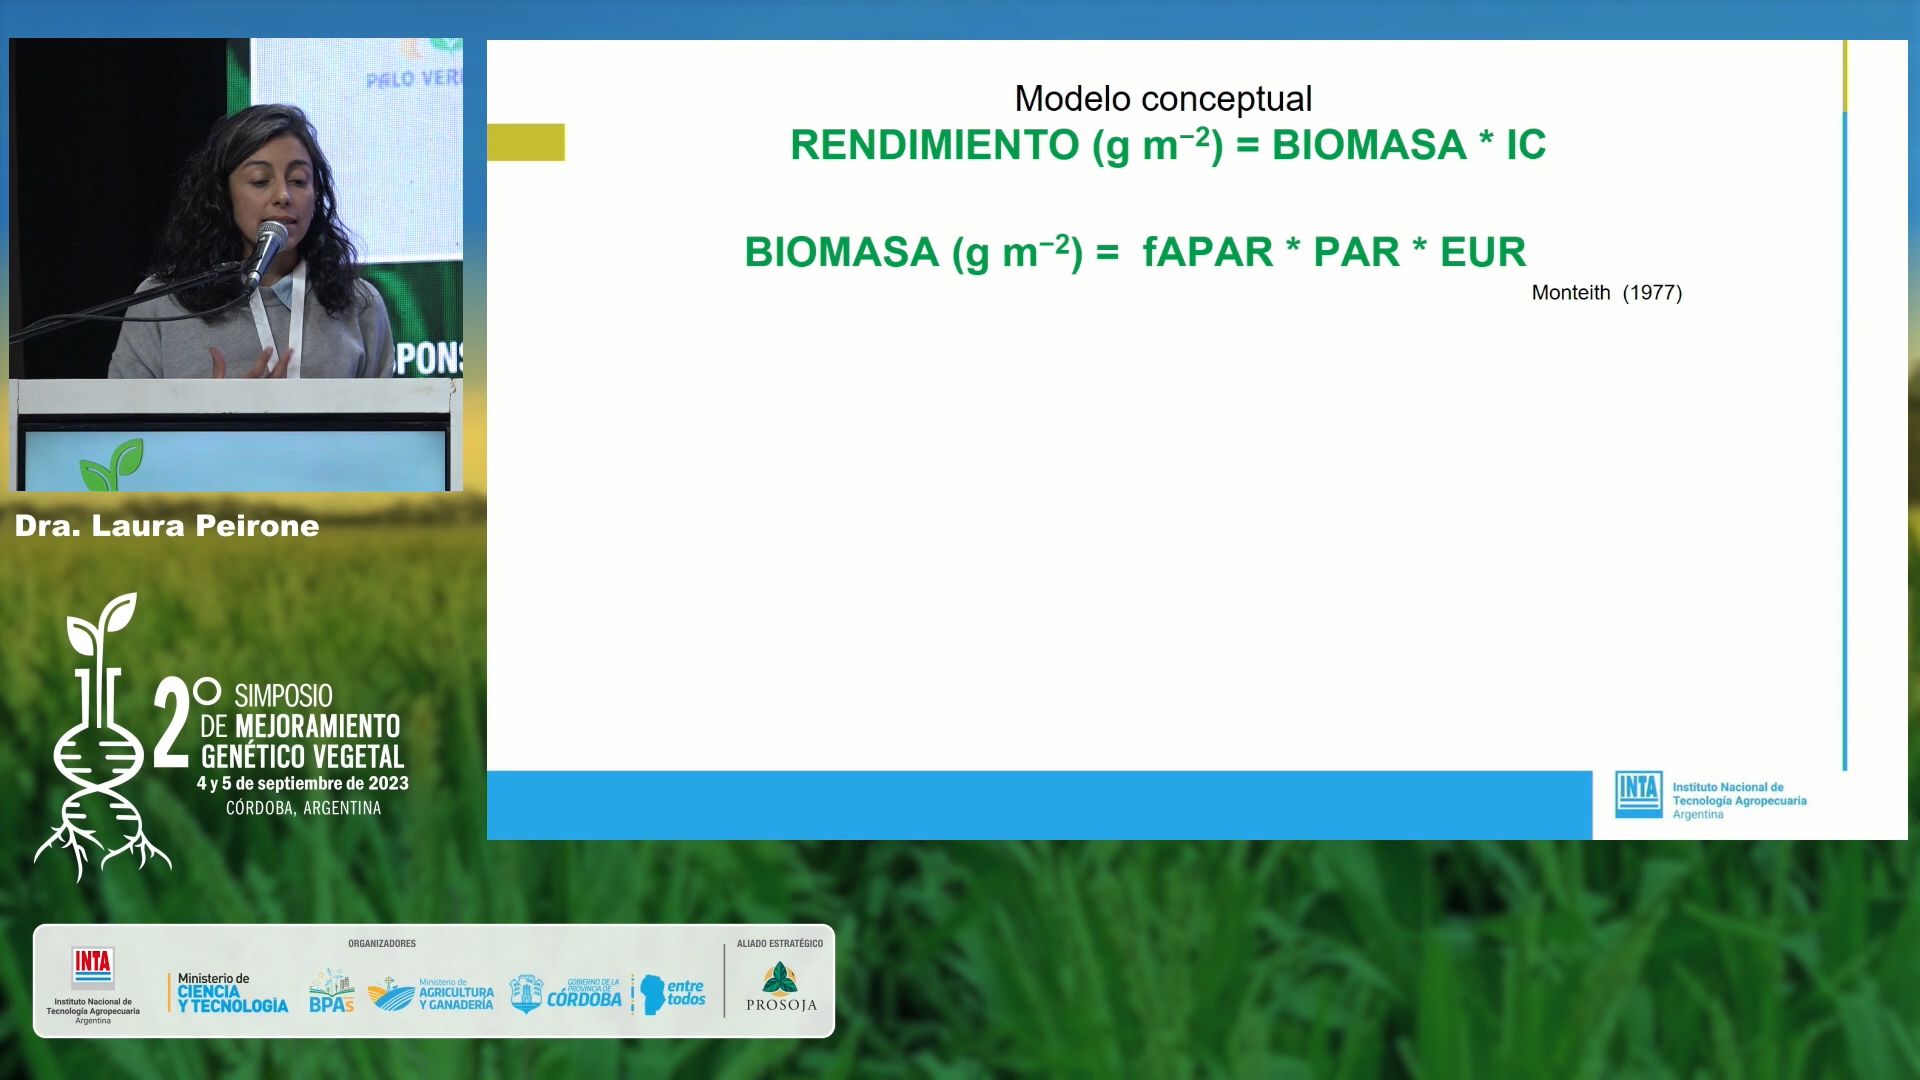 PALO VER
PONS
Dra. Laura Peirone
2° SIMPOSIO
DE MEJORAMIENTO
GENÉTICO VEGETAL
4 y 5 de septiembre de 2023
CÓRDOBA, ARGENTINA
Modelo conceptual
RENDIMIENTO (g m⁻²) = BIOMASA * IC
BIOMASA (g m⁻²) = fAPAR * PAR * EUR
Monteith (1977)
INTA
Instituto Nacional de
Tecnología Agropecuaria
Argentina
ORGANIZADORES
INTA
Instituto Nacional de
Tecnología Agropecuaria
Argentina
Ministerio de
CIENCIA
Y TECNOLOGÍA
BPAs
Ministerio de
AGRICULTURA
Y GANADERÍA
GOBIERNO DE LA
PROVINCIA DE
CÓRDOBA
entre
todos
ALIADO ESTRATÉGICO
PROSOJA